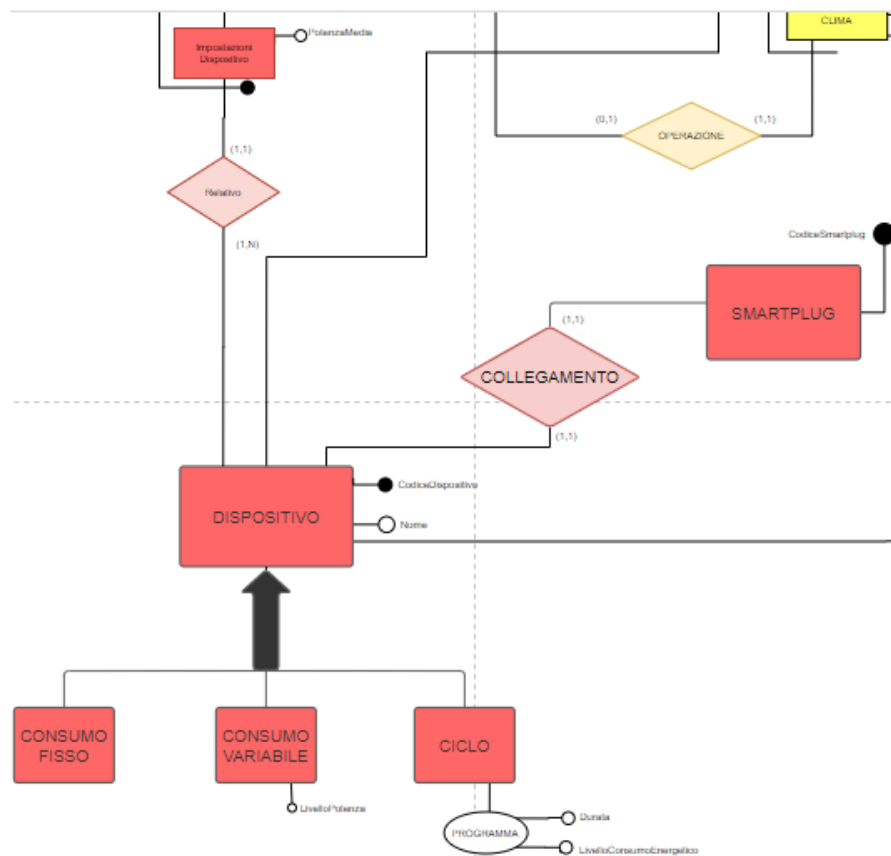 CLIMA
PotenzaMedia
Impostazioni
Dispositivo
(0,1)
OPERAZIONE
(1,1)
(1,1)
Relativo
(1,N)
CodiceSmartplug
SMARTPLUG
(1,1)
COLLEGAMENTO
(1,1)
CodiceDispositivo
DISPOSITIVO
Nome
CONSUMO
FISSO
CONSUMO
VARIABILE
CICLO
LivelloPotenza
Durata
PROGRAMMA
LivelloConsumoEnergetico